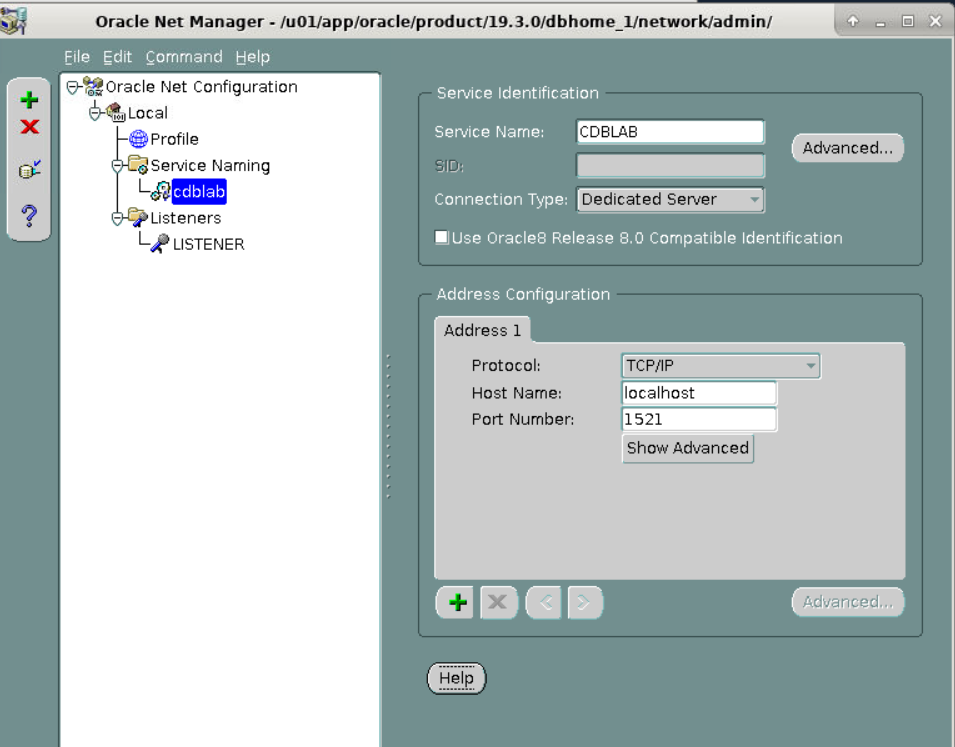 Oracle Net Manager - /u01/app/oracle/product/19.3.0/dbhome_1/network/admin/
File Edit Command Help
Oracle Net Configuration
Local
Profile
Service Naming
cdblab
Listeners
LISTENER
Service Identification
Service Name: CDBLAB
Advanced...
SID:
Connection Type: Dedicated Server
Use Oracle8 Release 8.0 Compatible Identification
Address Configuration
Address 1
Protocol: TCP/IP
Host Name: localhost
Port Number: 1521
Show Advanced
Advanced...
Help